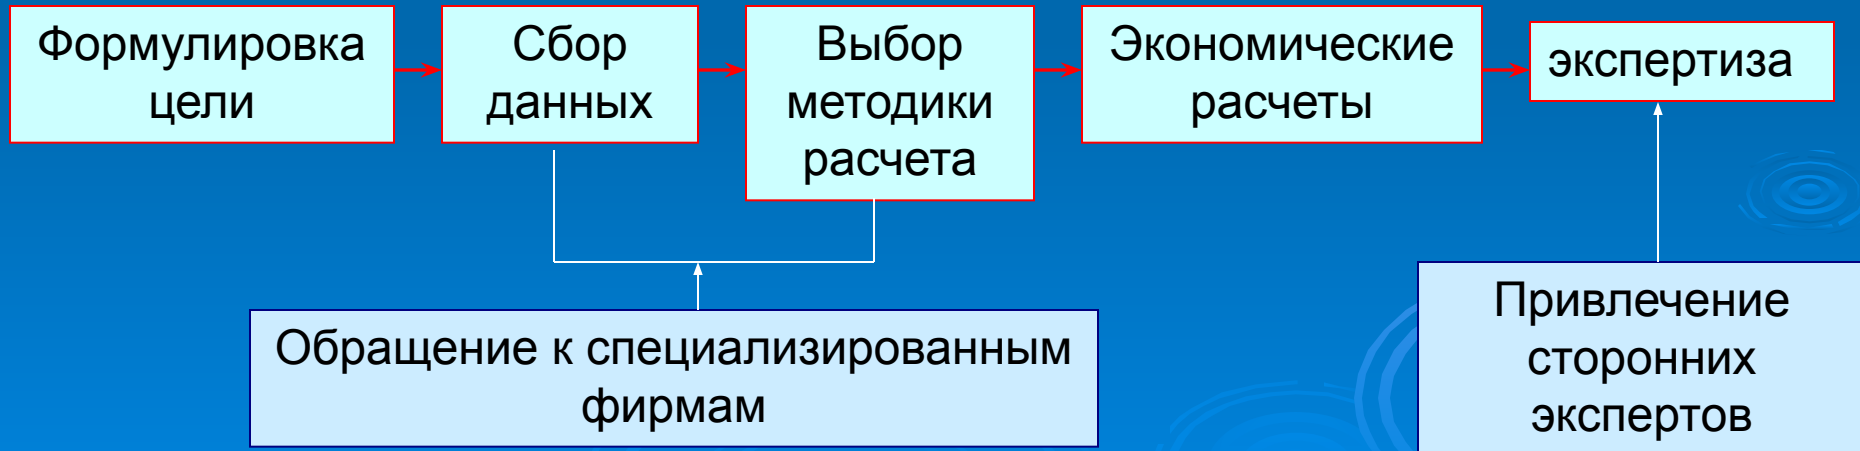 Формулировка
цели
Сбор
данных
Выбор
методики
расчета
Экономические
расчеты
экспертиза
Обращение к специализированным
фирмам
Привлечение
сторонних
экспертов